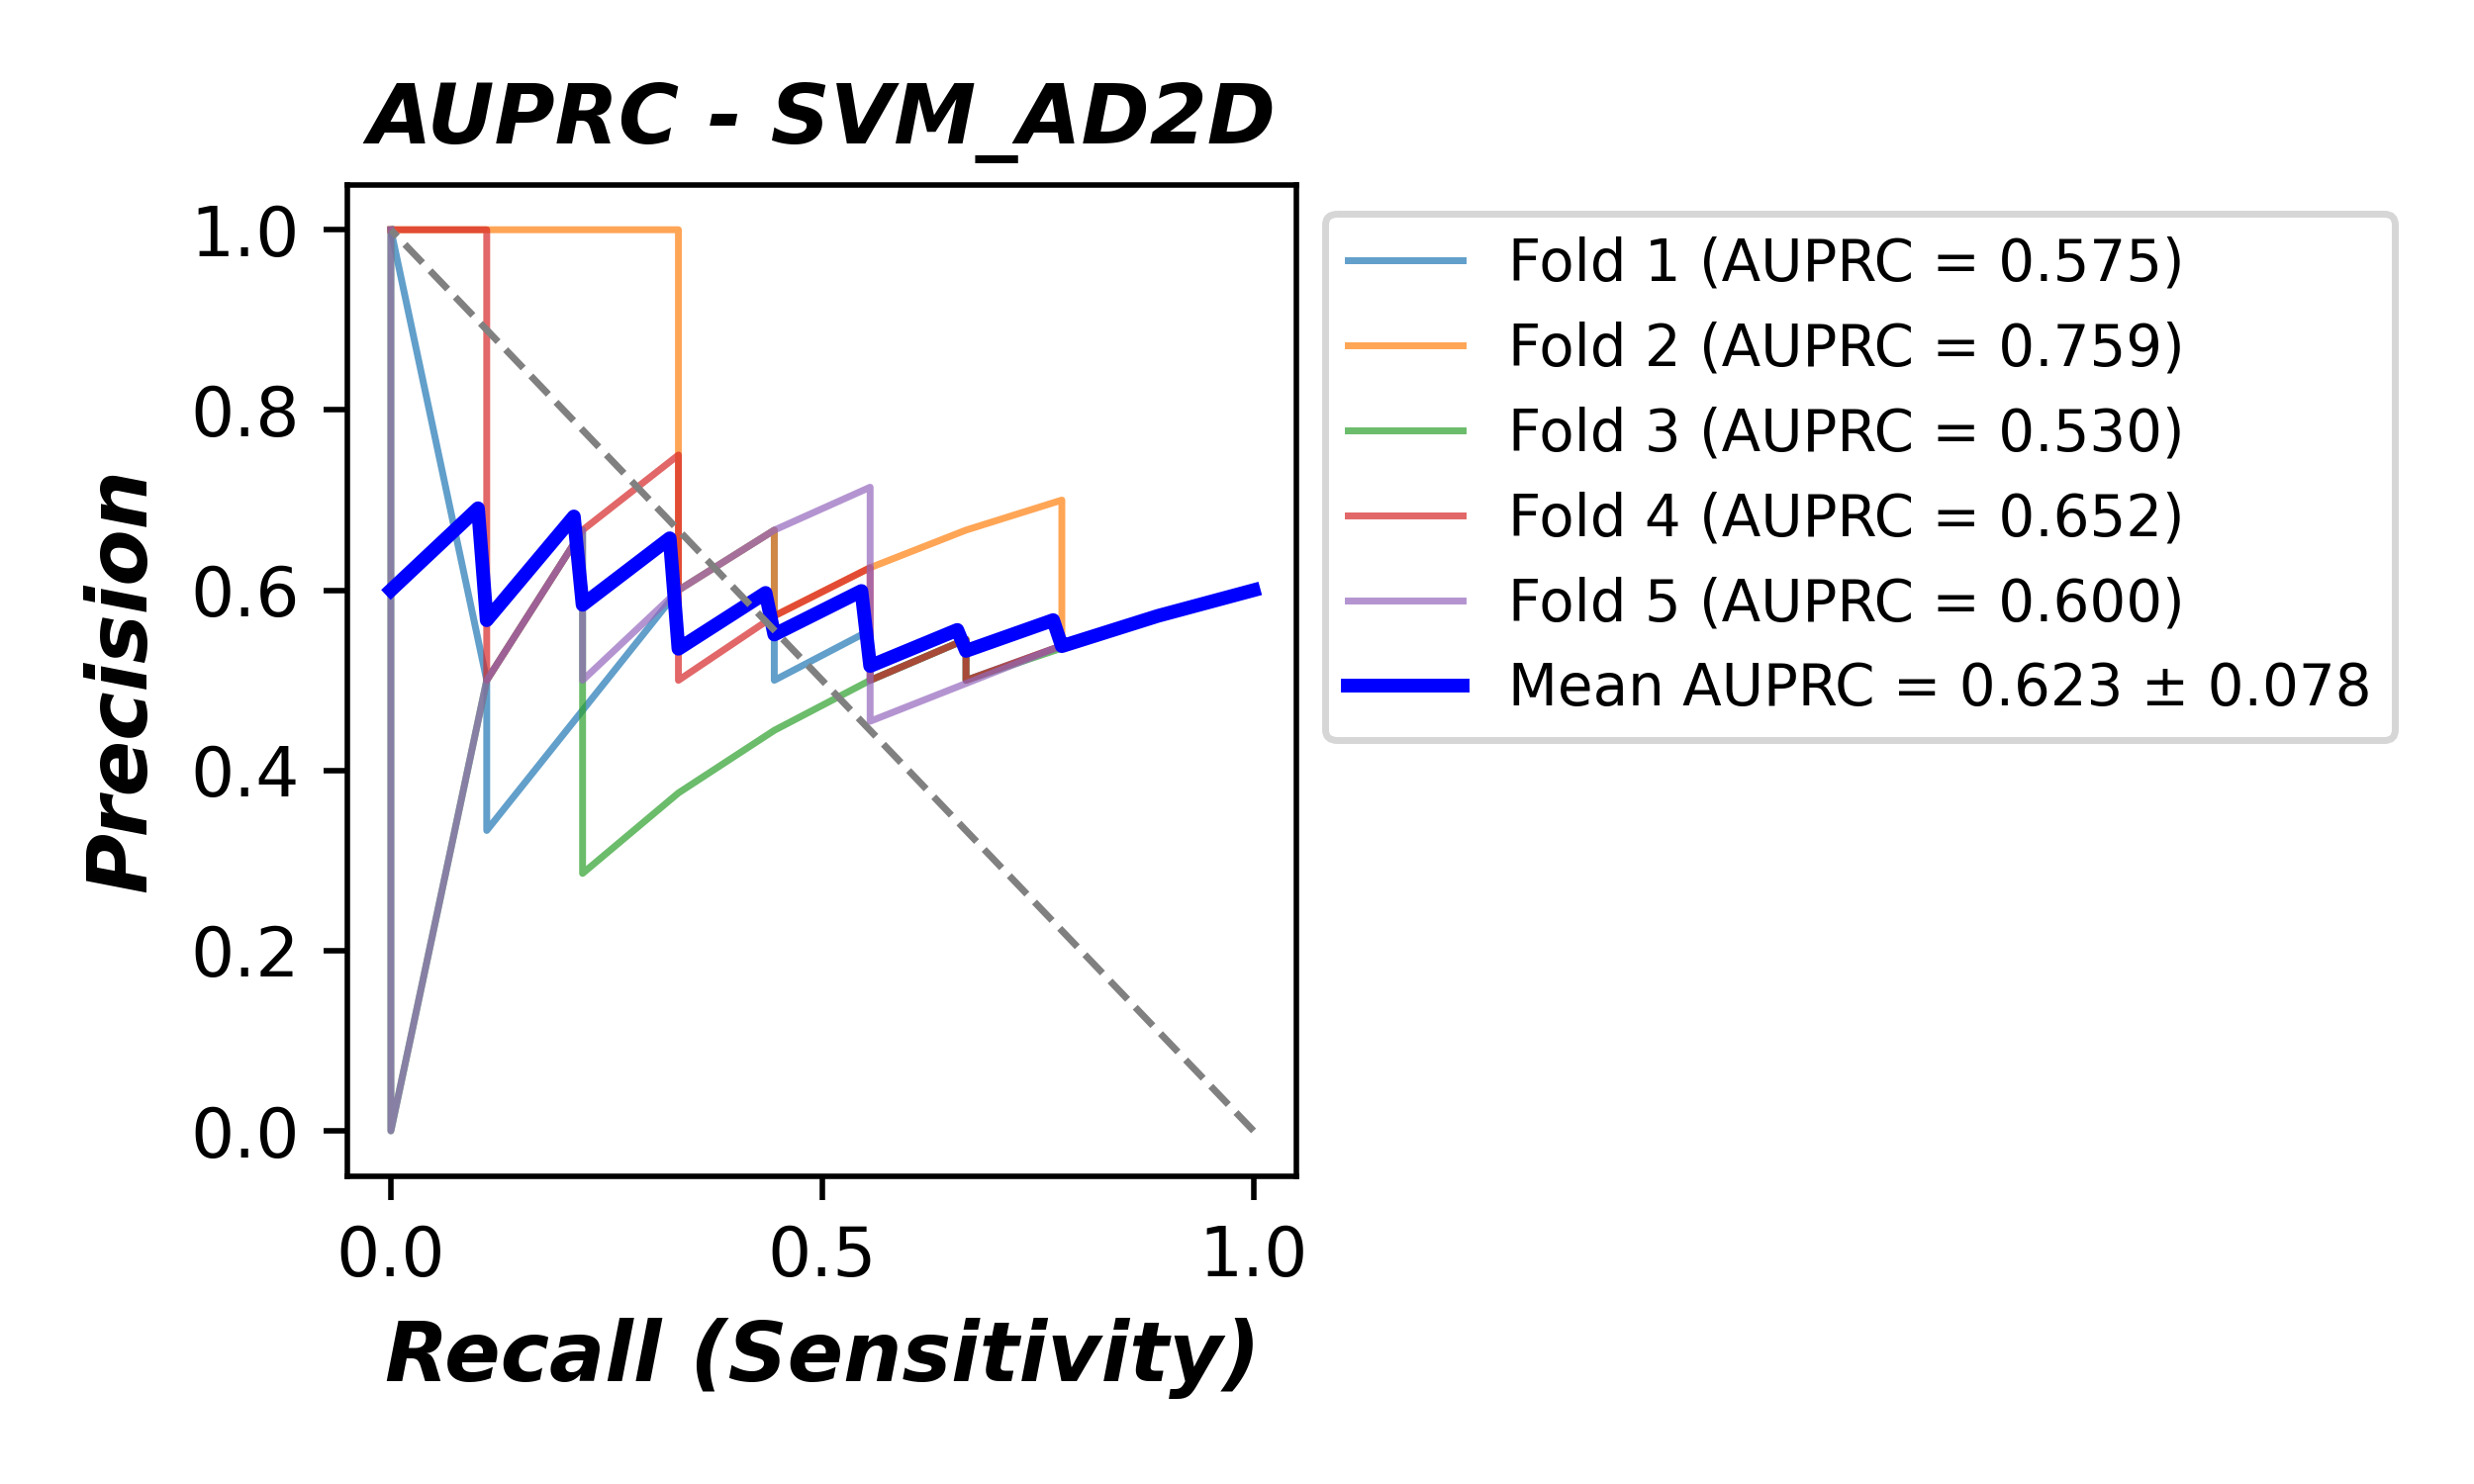 AUPRC - SVM_AD2D
Precision
1.0
0.8
0.6
0.4
0.2
0.0
0.0 0.5 1.0
Recall (Sensitivity)
Fold 1 (AUPRC = 0.575)
Fold 2 (AUPRC = 0.759)
Fold 3 (AUPRC = 0.530)
Fold 4 (AUPRC = 0.652)
Fold 5 (AUPRC = 0.600)
Mean AUPRC = 0.623 ± 0.078